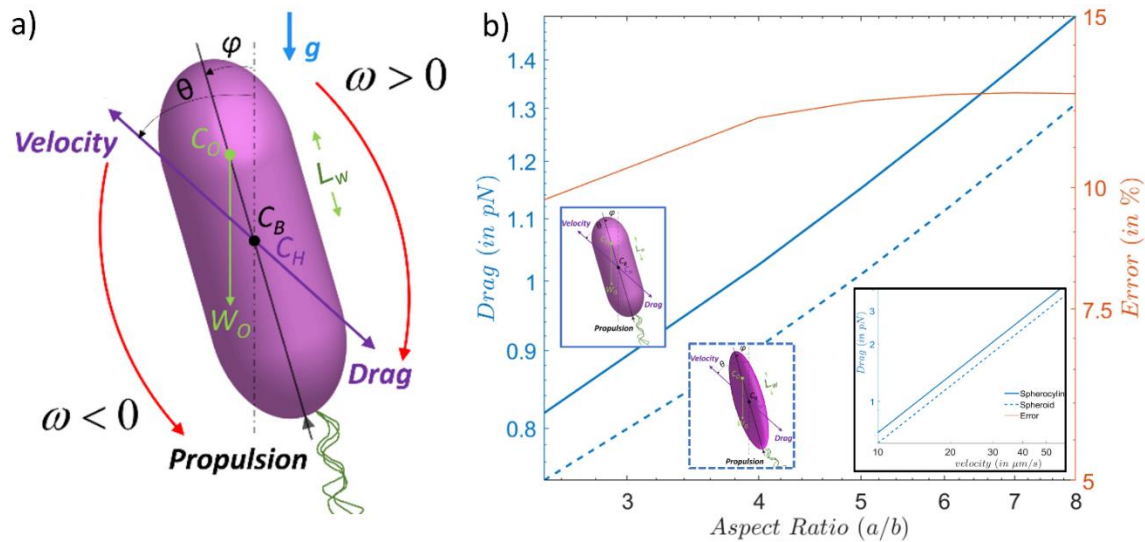 a)
φ
g
ω > 0
θ
Velocity
C_O
L_W
C_B
C_H
W_O
Drag
ω < 0
Propulsion
b)
Drag (in pN)
1.4
1.3
1.2
1.1
1
0.9
0.8
15
10
7.5
5
Error (in %)
3
4
5
6
7
8
Aspect Ratio (a/b)
φ
Velocity
θ
Drag
Propulsion
φ
Velocity
θ
L_W
Drag
Propulsion
Drag (in pN)
3
2
1
Spherocylin
Spheroid
Error
10
20
30
40
50
velocity (in μm/s)